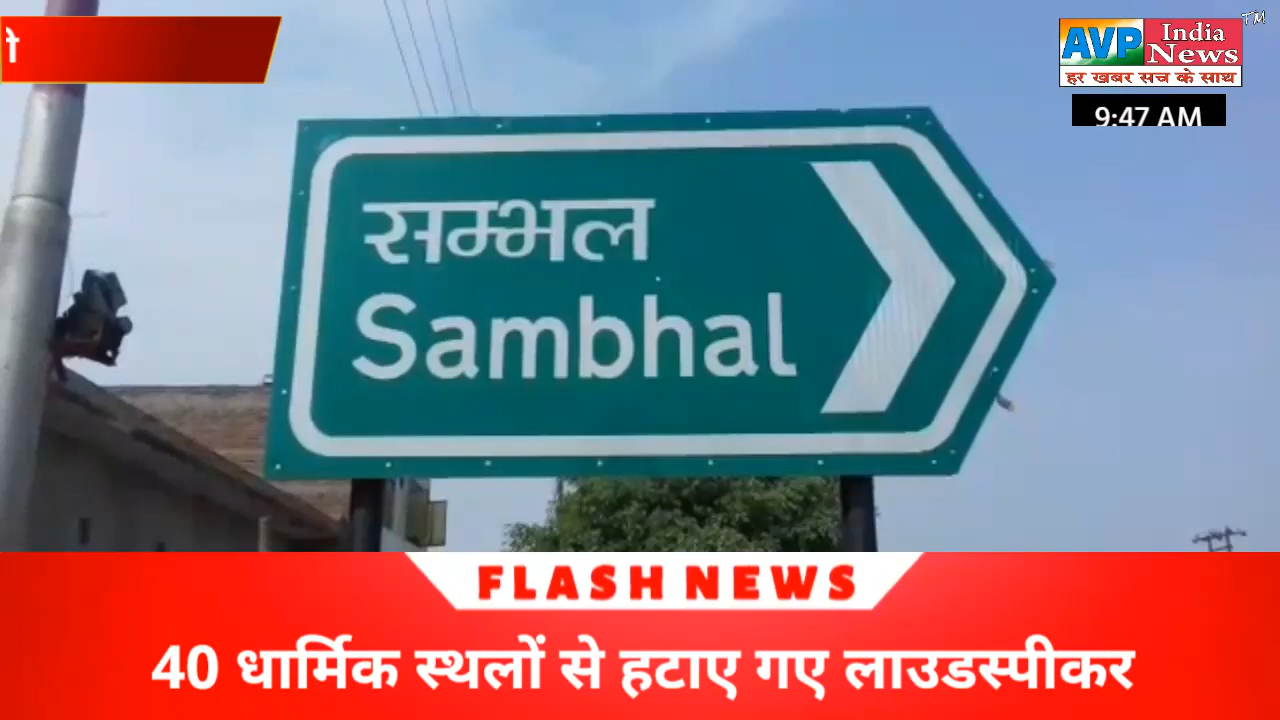 ी
AVP India News TM
हर खबर सच के साथ
9:47 AM
सम्भल
Sambhal
FLASH NEWS
40 धार्मिक स्थलों से हटाए गए लाउडस्पीकर